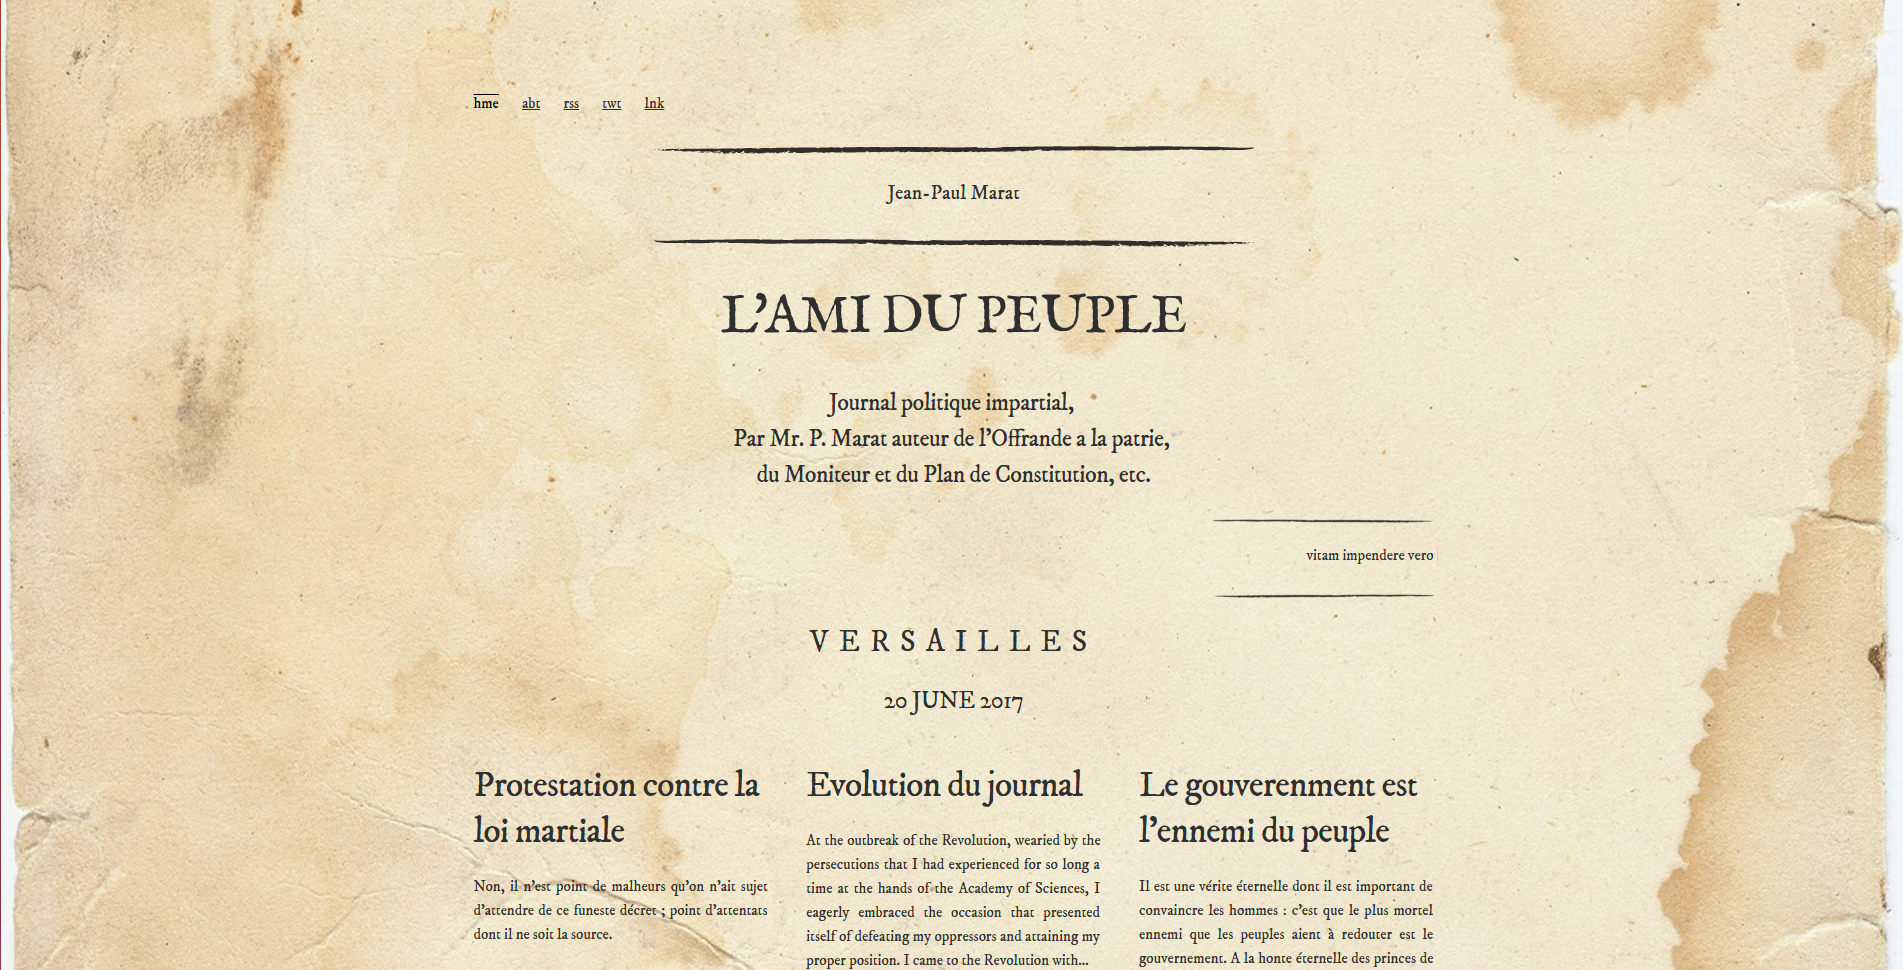 hme abt rss twt lnk
Jean-Paul Marat
L’AMI DU PEUPLE
Journal politique impartial,
Par Mr. P. Marat auteur de l’Offrande a la patrie,
du Moniteur et du Plan de Constitution, etc.
vitam impendere vero
VERSAILLES
20 JUNE 2017
Protestation contre la
loi martiale
Non, il n’est point de malheurs qu’on n’ait sujet
d’attendre de ce funeste décret ; point d’attentats
dont il ne soit la source.
Evolution du journal
At the outbreak of the Revolution, wearied by the
persecutions that I had experienced for so long a
time at the hands of the Academy of Sciences, I
eagerly embraced the occasion that presented
itself of defeating my oppressors and attaining my
proper position. I came to the Revolution with...
Le gouverenment est
l’ennemi du peuple
Il est une vérite éternelle dont il est important de
convaincre les hommes : c’est que le plus mortel
ennemi que les peuples aient à redouter est le
gouvernement. A la honte éternelle des princes de